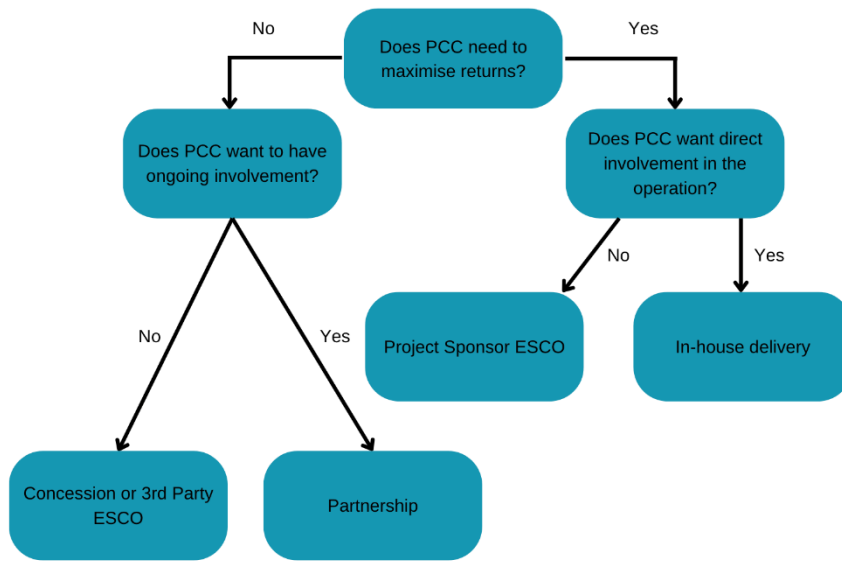 No
Does PCC need to
maximise returns?
Yes
Does PCC want to have
ongoing involvement?
Does PCC want direct
involvement in the
operation?
No
Yes
No
Yes
Project Sponsor ESCO
In-house delivery
Concession or 3rd Party
ESCO
Partnership